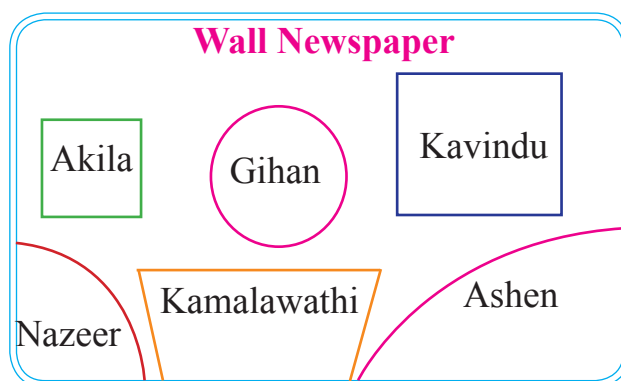 Wall Newspaper
Akila
Gihan
Kavindu
Nazeer
Kamalawathi
Ashen